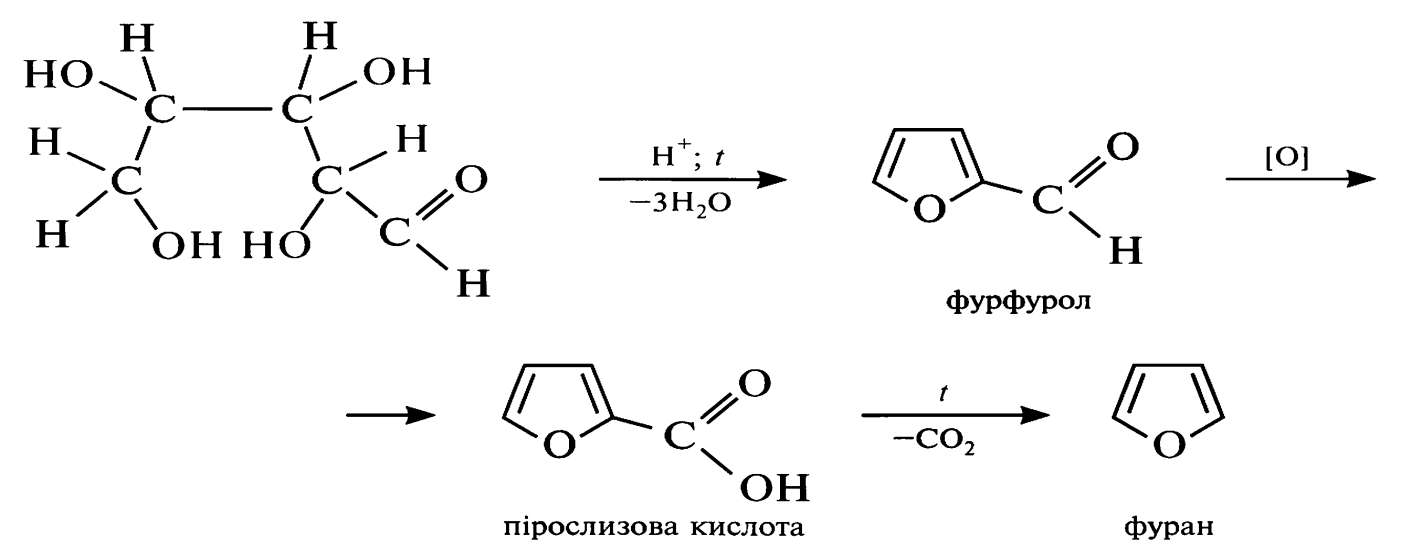 H H
HO OH
C C
H H
C C O
H OH HO C
H
H⁺; t
−3H₂O
O C O
H
фурфурол
[O]
O C O
OH
пірослизова кислота
t
−CO₂
O
фуран